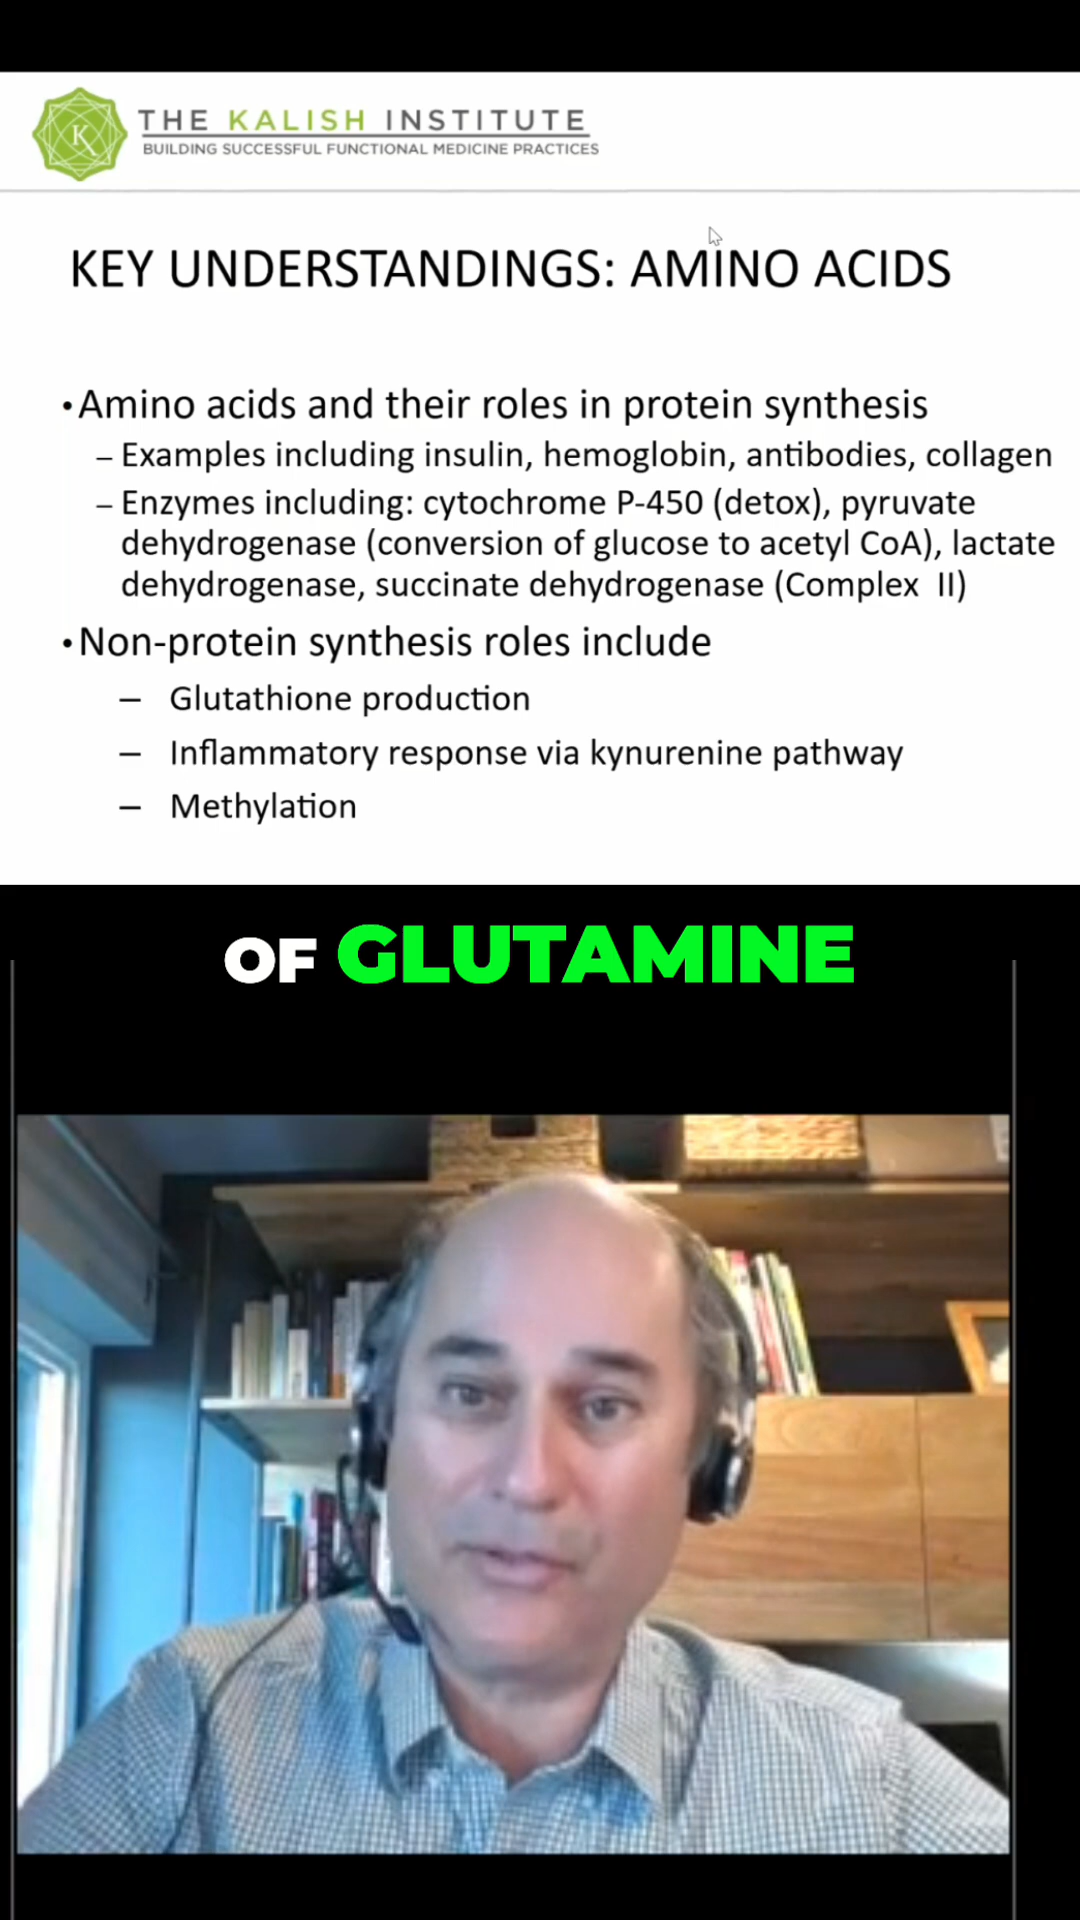 K
THE KALISH INSTITUTE
BUILDING SUCCESSFUL FUNCTIONAL MEDICINE PRACTICES
KEY UNDERSTANDINGS: AMINO ACIDS
• Amino acids and their roles in protein synthesis
– Examples including insulin, hemoglobin, antibodies, collagen
– Enzymes including: cytochrome P-450 (detox), pyruvate
dehydrogenase (conversion of glucose to acetyl CoA), lactate
dehydrogenase, succinate dehydrogenase (Complex II)
• Non-protein synthesis roles include
– Glutathione production
– Inflammatory response via kynurenine pathway
– Methylation
OF GLUTAMINE